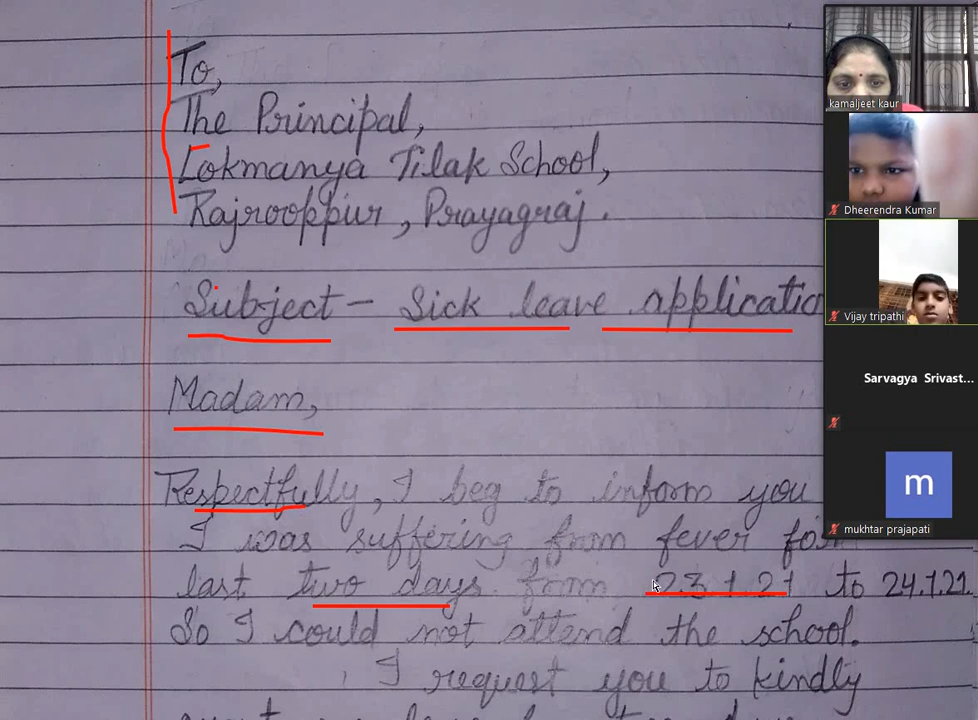 To,
The Principal,
Lokmanya Tilak School,
Rajrooppur, Prayagraj.
Subject - Sick leave applicatio
Madam,
Respectfully, I beg to inform you
I was suffering from fever for
last two days from 23.1.21 to 24.1.21.
So I could not attend the school.
I request you to kindly
kamaljeet kaur
Dheerendra Kumar
Vijay tripathi
Sarvagya Srivast...
m
mukhtar prajapati